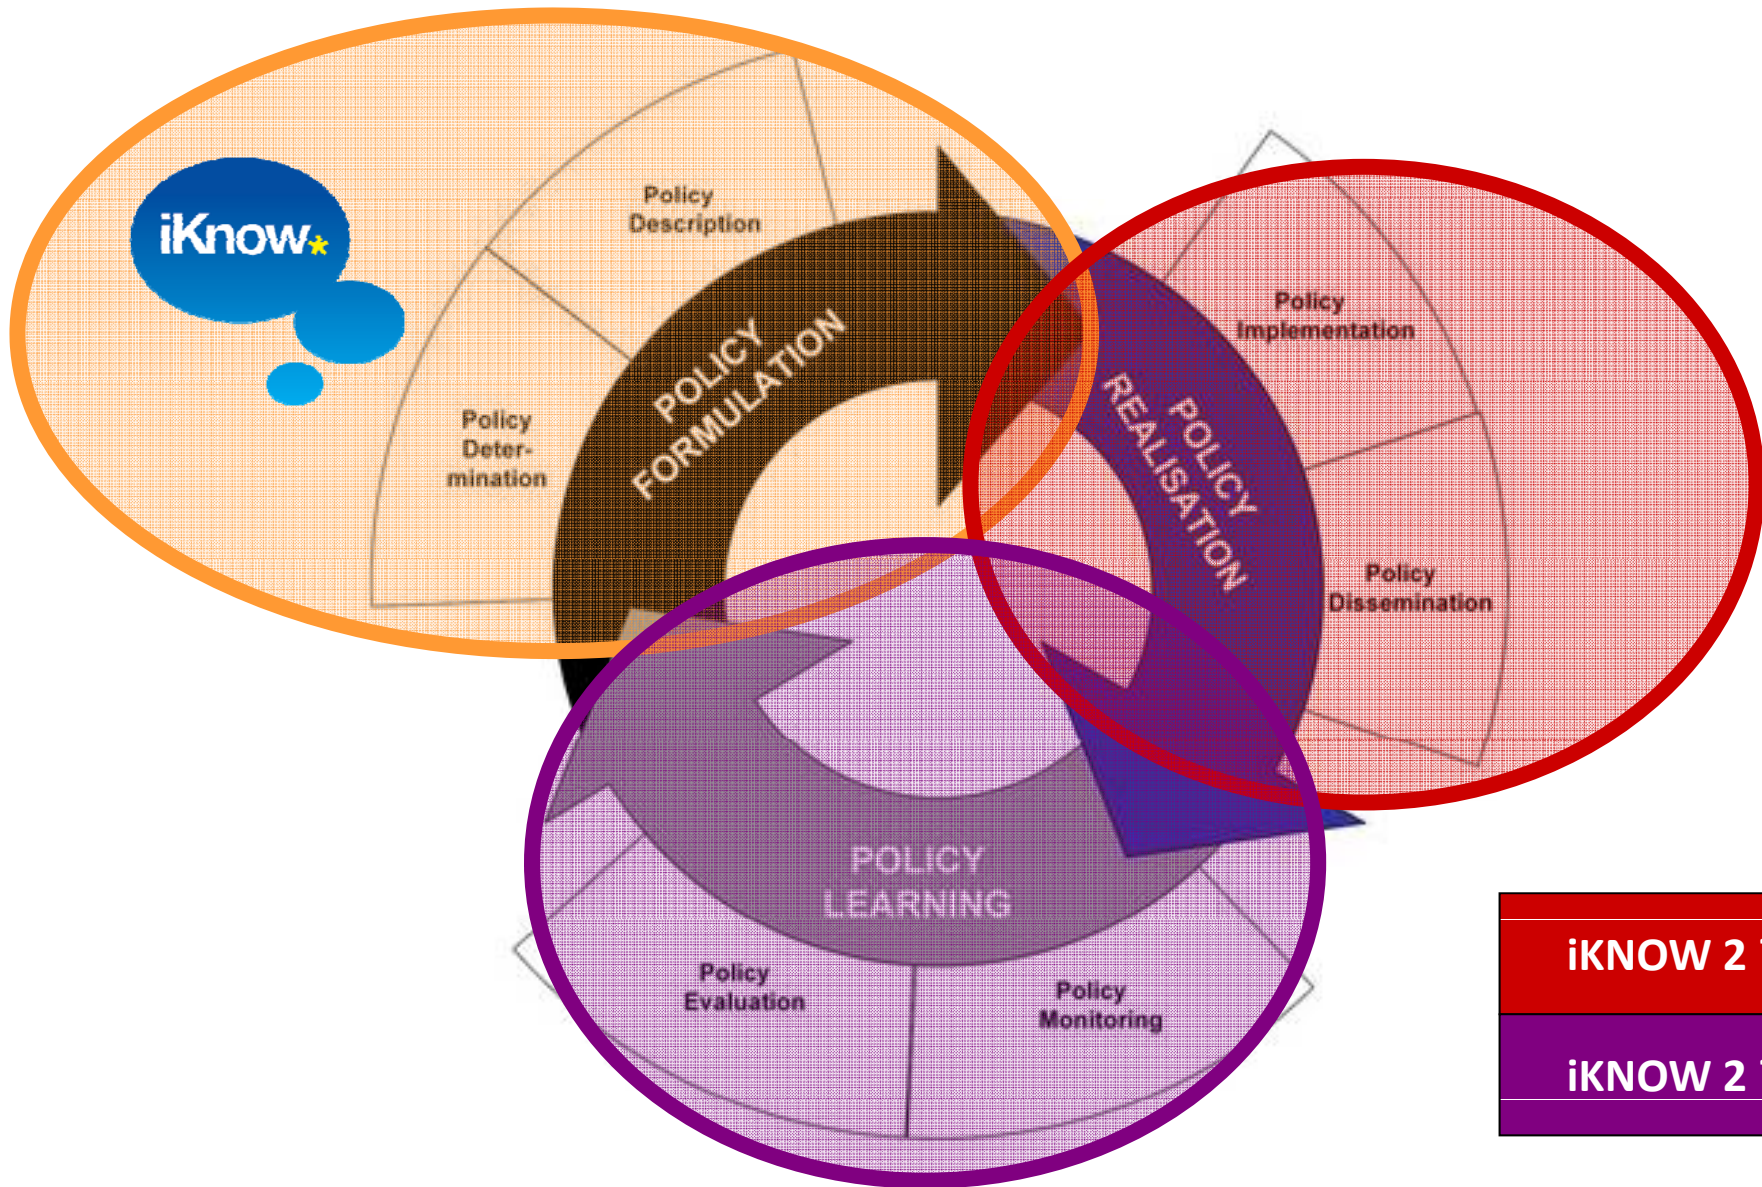 iKnow*
Policy
Description
Policy
Deter-
mination
POLICY
FORMULATION
Policy
Implementation
POLICY
REALISATION
Policy
Dissemination
POLICY
LEARNING
Policy
Evaluation
Policy
Monitoring
iKNOW 2
iKNOW 2